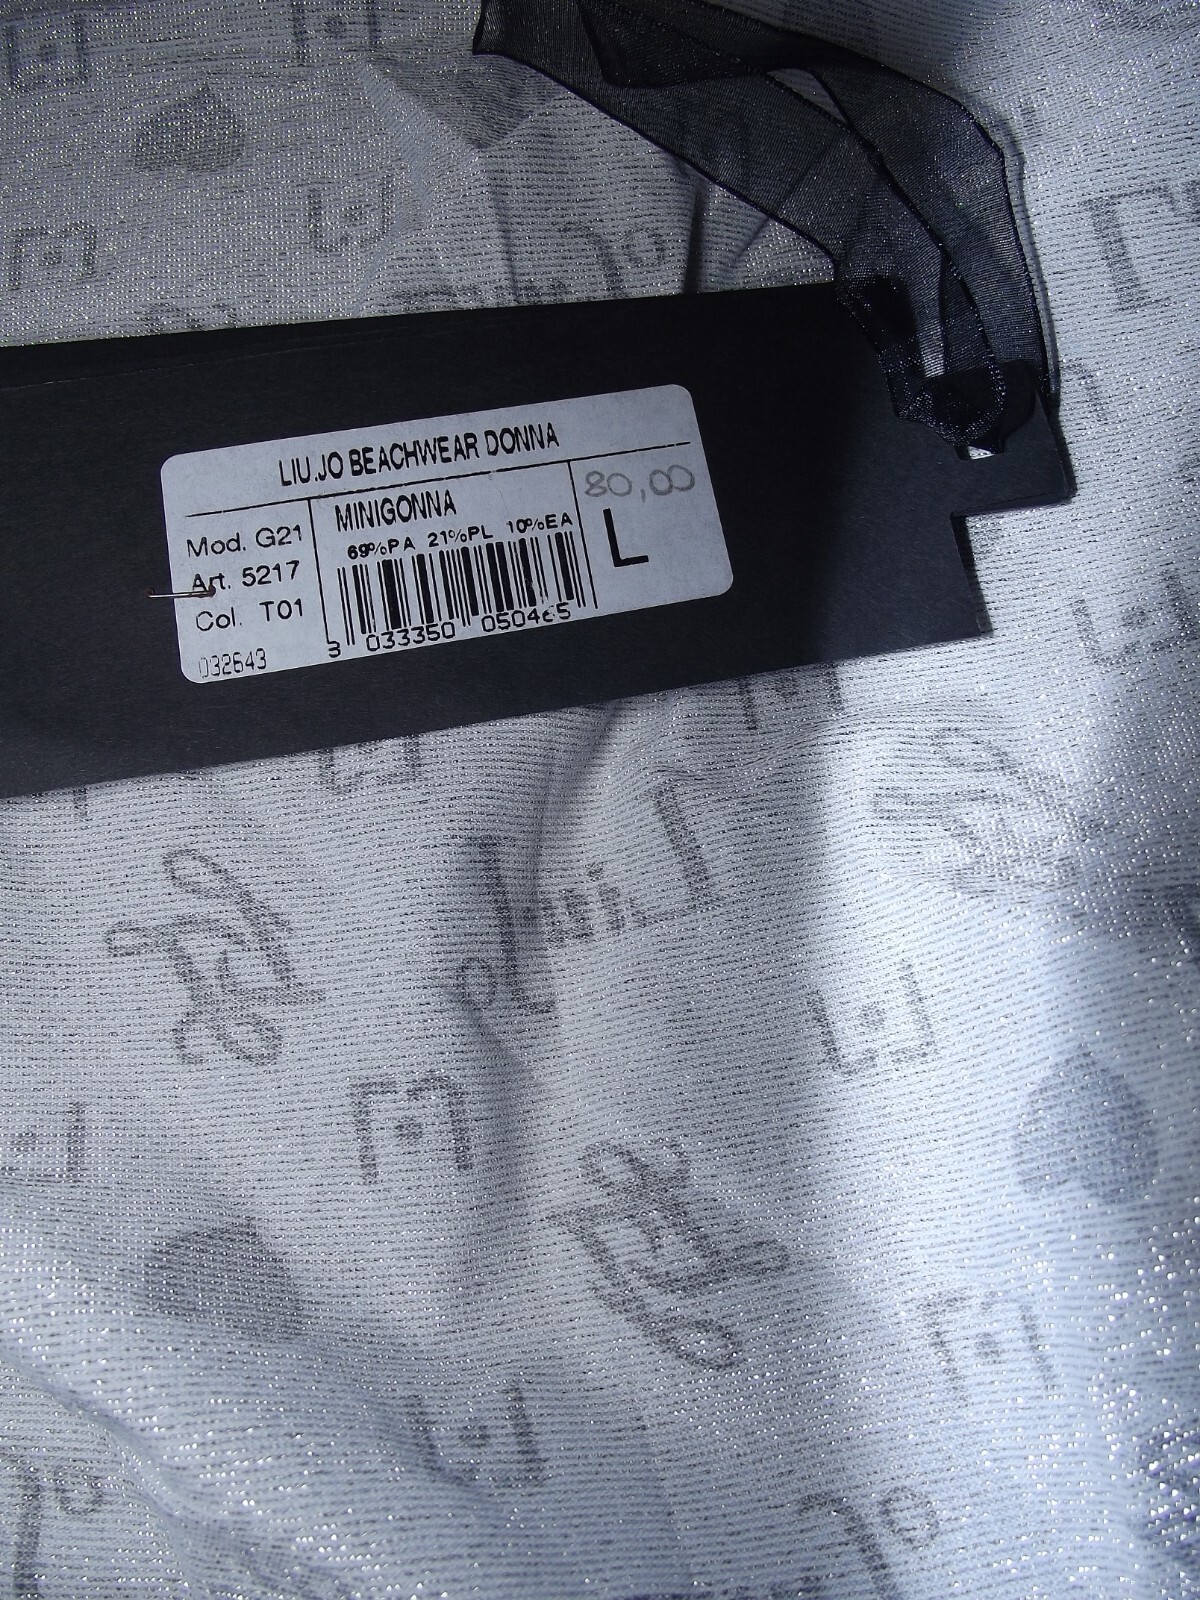 LIU.JO BEACHWEAR DONNA
Mod. G21
Art. 5217
Col. T01
032643
MINIGONNA
69%PA 21%PL 10%EA
3 033350 050465
80,00
L
Liu.J